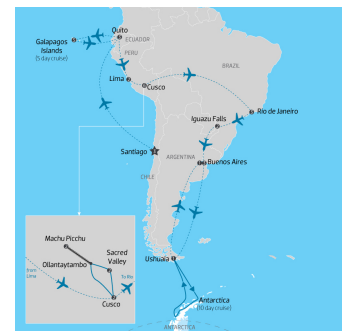 Quito
ECUADOR
Galapagos
Islands
(5 day cruise)
PERU
Lima
Cusco
BRAZIL
Rio de Janeiro
Iguazu Falls
Santiago
ARGENTINA
Buenos Aires
CHILE
Machu Picchu
Sacred
Valley
Ollantaytambo
from
Lima
To Rio
Cusco
Ushuaia
Antarctica
(10 day cruise)
ANTARCTICA